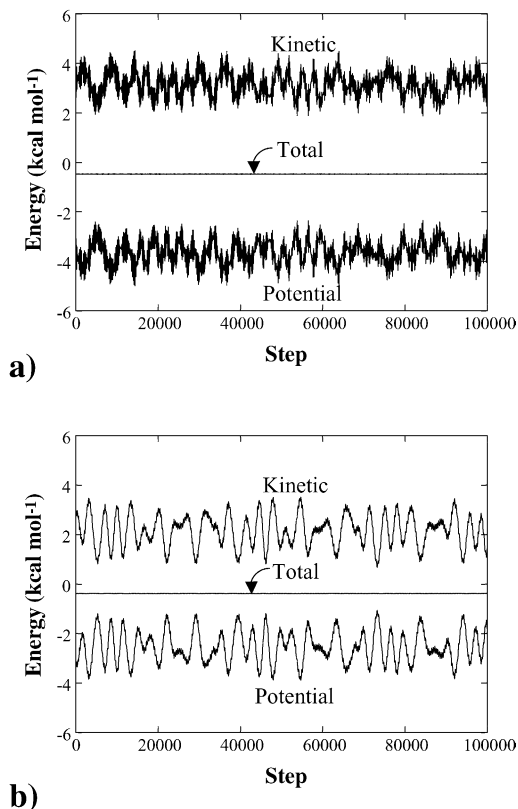 6
Kinetic
4
2
0
Total
-2
-4
Potential
-6
0 20000 40000 60000 80000 100000
Energy (kcal mol-1)
Step
a)
6
Kinetic
4
2
0
Total
-2
-4
Potential
-6
0 20000 40000 60000 80000 100000
Energy (kcal mol-1)
Step
b)